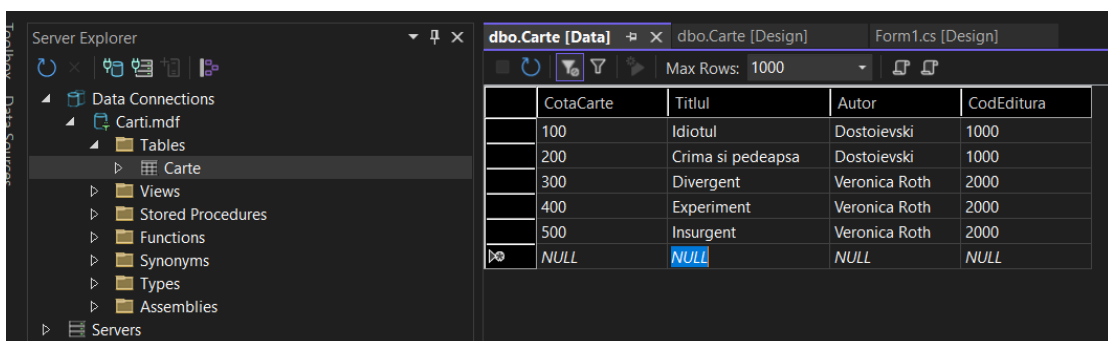 Toolbox
Data Sources
Server Explorer
Data Connections
Carti.mdf
Tables
Carte
Views
Stored Procedures
Functions
Synonyms
Types
Assemblies
Servers
dbo.Carte [Data] dbo.Carte [Design] Form1.cs [Design]
Max Rows: 1000
CotaCarte Titlul Autor CodEditura
100 Idiotul Dostoievski 1000
200 Crima si pedeapsa Dostoievski 1000
300 Divergent Veronica Roth 2000
400 Experiment Veronica Roth 2000
500 Insurgent Veronica Roth 2000
NULL NULL NULL NULL